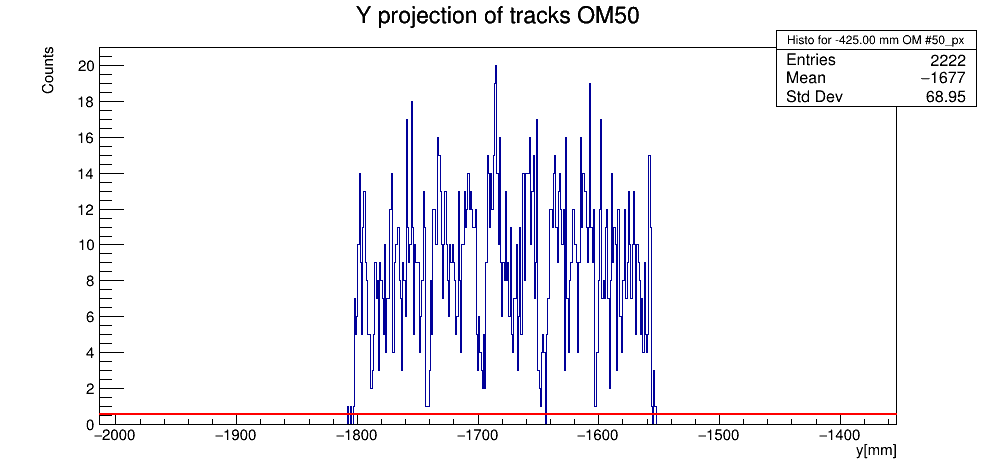 Y projection of tracks OM50
Histo for -425.00 mm OM #50_px
Entries 2222
Mean −1677
Std Dev 68.95
Counts
20
18
16
14
12
10
8
6
4
2
0
−2000 −1900 −1800 −1700 −1600 −1500 −1400
y[mm]